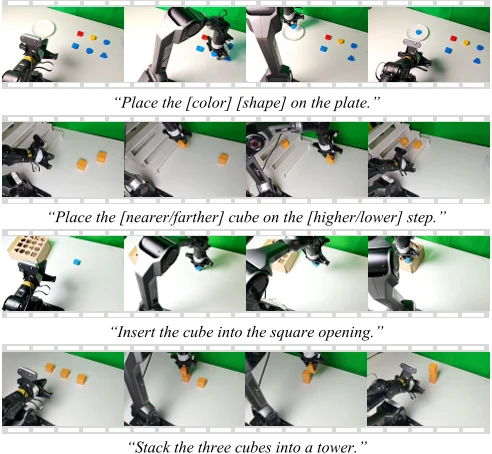 “Place the [color] [shape] on the plate.”
“Place the [nearer/farther] cube on the [higher/lower] step.”
“Insert the cube into the square opening.”
“Stack the three cubes into a tower.”